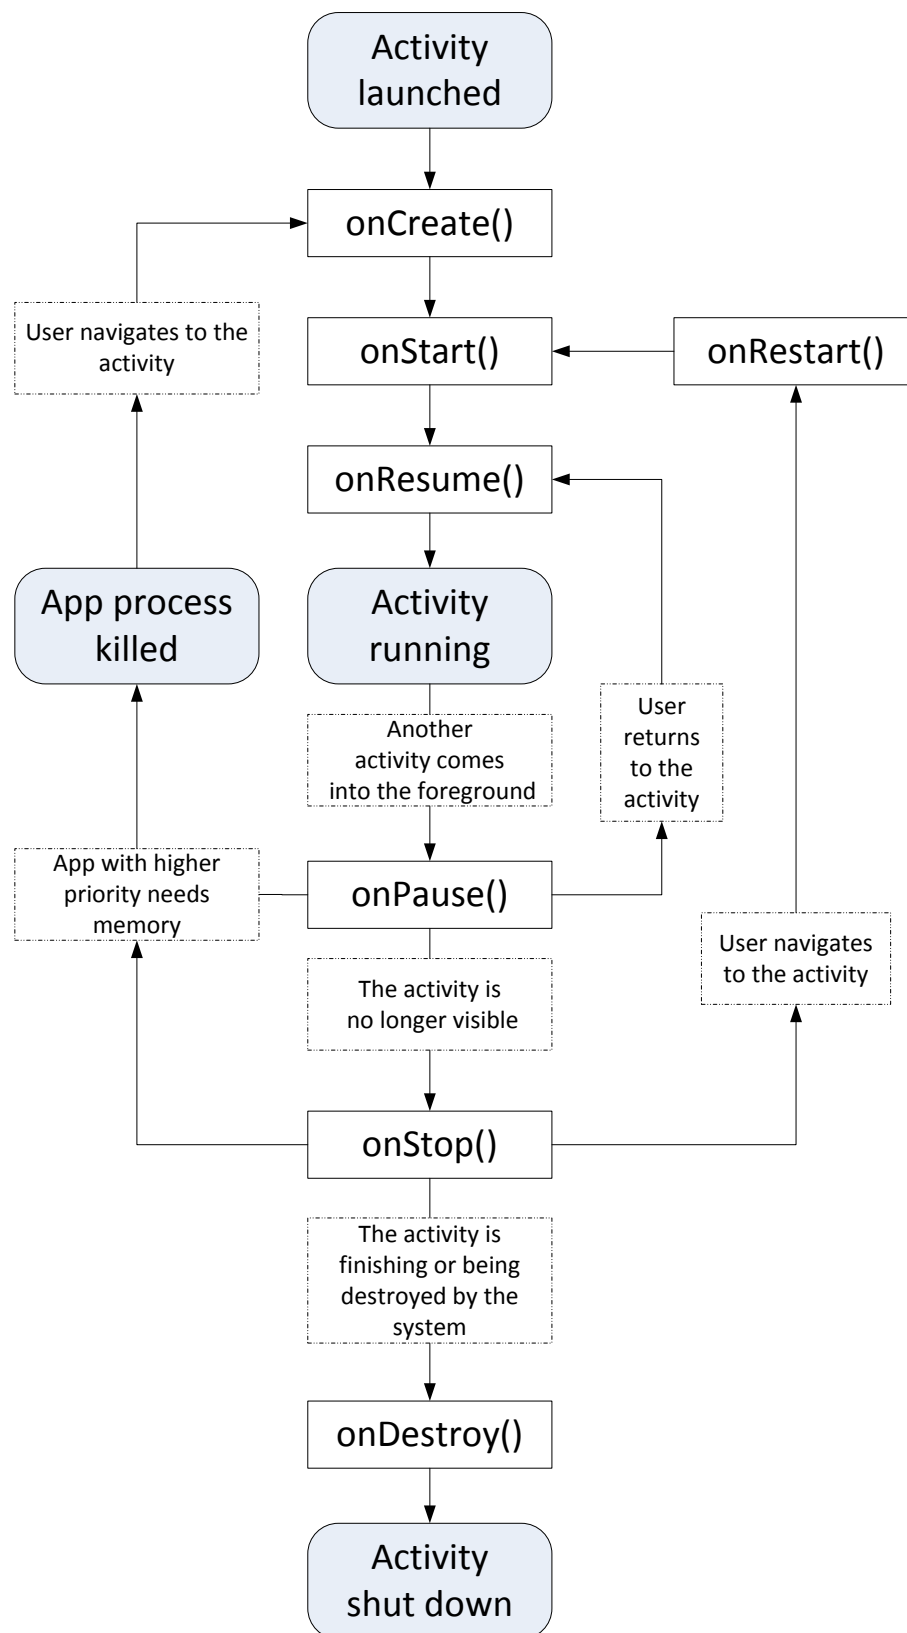 Activity
launched
onCreate()
User navigates to the
activity
onStart()
onRestart()
onResume()
App process
killed
Activity
running
User
returns
to the
activity
Another
activity comes
into the foreground
App with higher
priority needs
memory
onPause()
User navigates
to the activity
The activity is
no longer visible
onStop()
The activity is
finishing or being
destroyed by the
system
onDestroy()
Activity
shut down